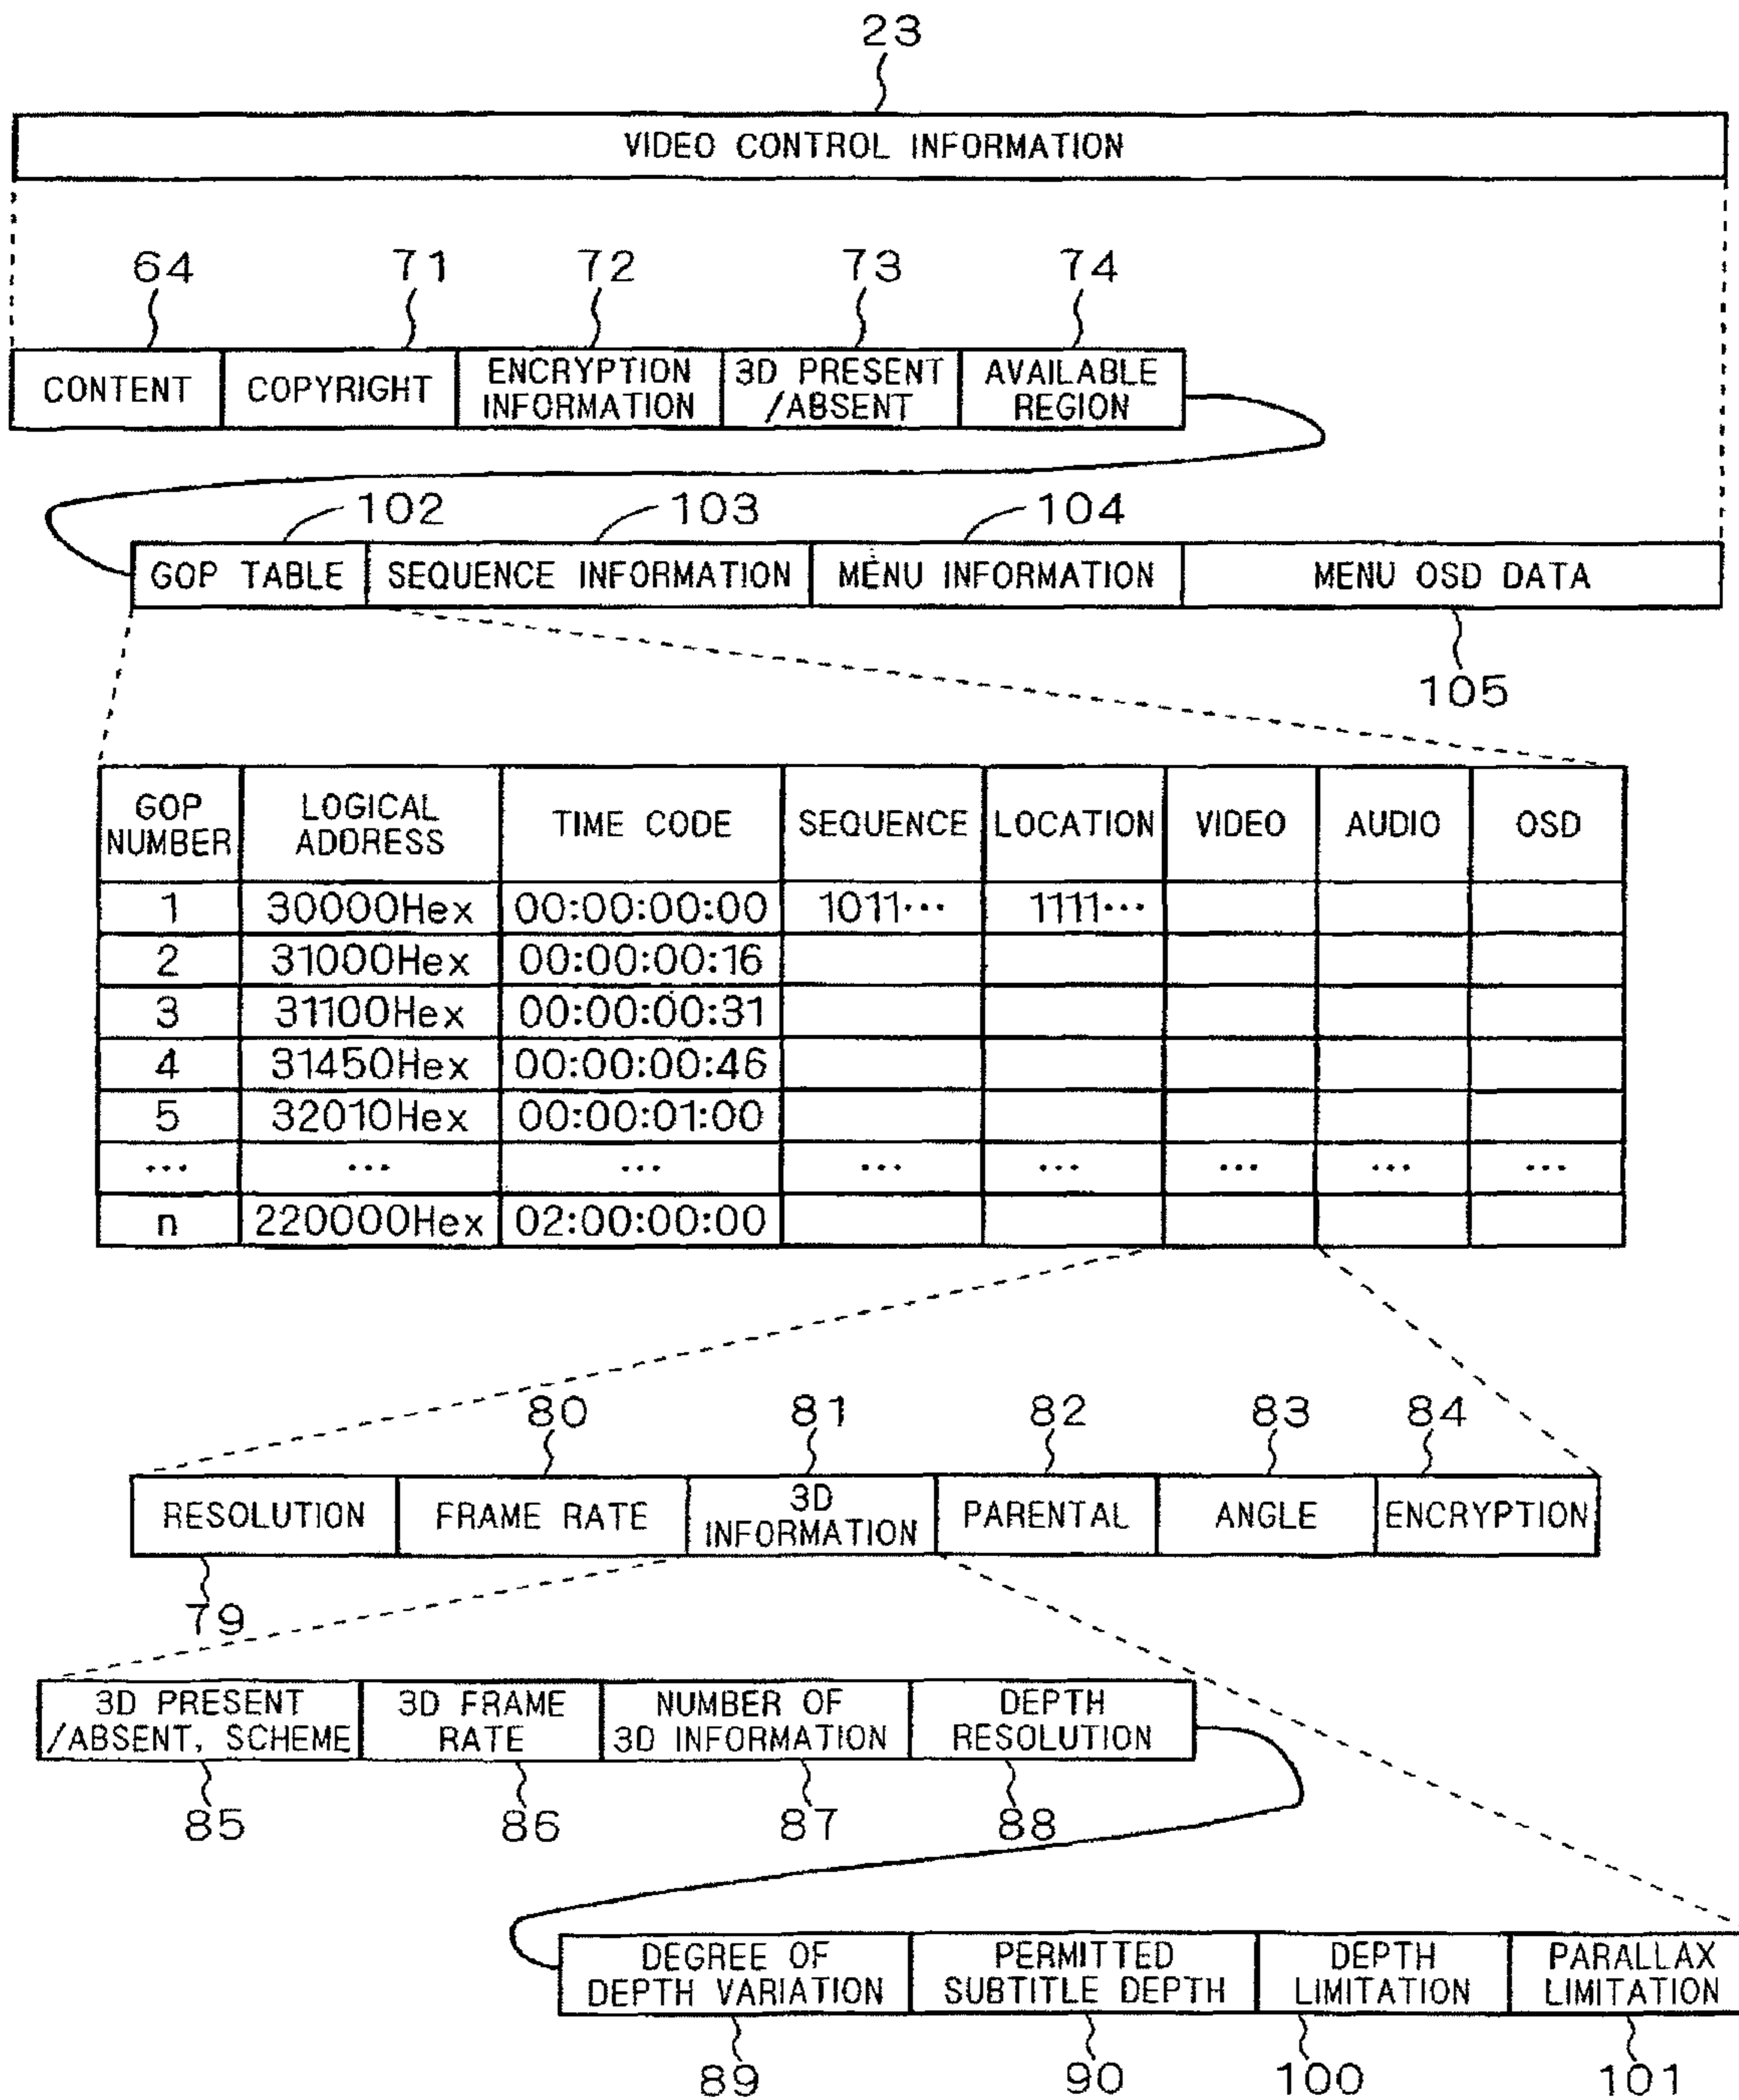 23
VIDEO CONTROL INFORMATION
64 71 72 73 74
CONTENT COPYRIGHT ENCRYPTION INFORMATION 3D PRESENT /ABSENT AVAILABLE REGION
102 103 104
GOP TABLE SEQUENCE INFORMATION MENU INFORMATION MENU OSD DATA
105
GOP NUMBER LOGICAL ADDRESS TIME CODE SEQUENCE LOCATION VIDEO AUDIO OSD
1 30000Hex 00:00:00:00 1011··· 1111···
2 31000Hex 00:00:00:16
3 31100Hex 00:00:00:31
4 31450Hex 00:00:00:46
5 32010Hex 00:00:01:00
··· ··· ··· ··· ··· ··· ··· ···
n 220000Hex 02:00:00:00
80 81 82 83 84
RESOLUTION FRAME RATE 3D INFORMATION PARENTAL ANGLE ENCRYPTION
79
3D PRESENT /ABSENT, SCHEME 3D FRAME RATE NUMBER OF 3D INFORMATION DEPTH RESOLUTION
85 86 87 88
DEGREE OF DEPTH VARIATION PERMITTED SUBTITLE DEPTH DEPTH LIMITATION PARALLAX LIMITATION
89 90 100 101